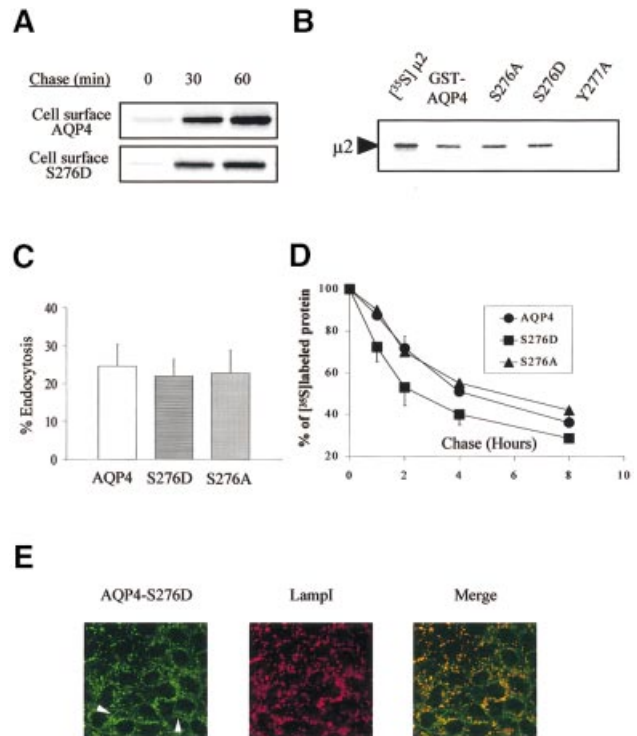 A
Chase (min) 0 30 60
Cell surface
AQP4
Cell surface
S276D
B
[³⁵S] μ2
GST-
AQP4
S276A
S276D
Y277A
μ2
C
% Endocytosis
40
30
20
10
0
AQP4 S276D S276A
D
% of [³⁵S]labeled protein
100
80
60
40
20
AQP4
S276D
S276A
Chase (Hours)
0 2 4 6 8 10
E
AQP4-S276D LampI Merge